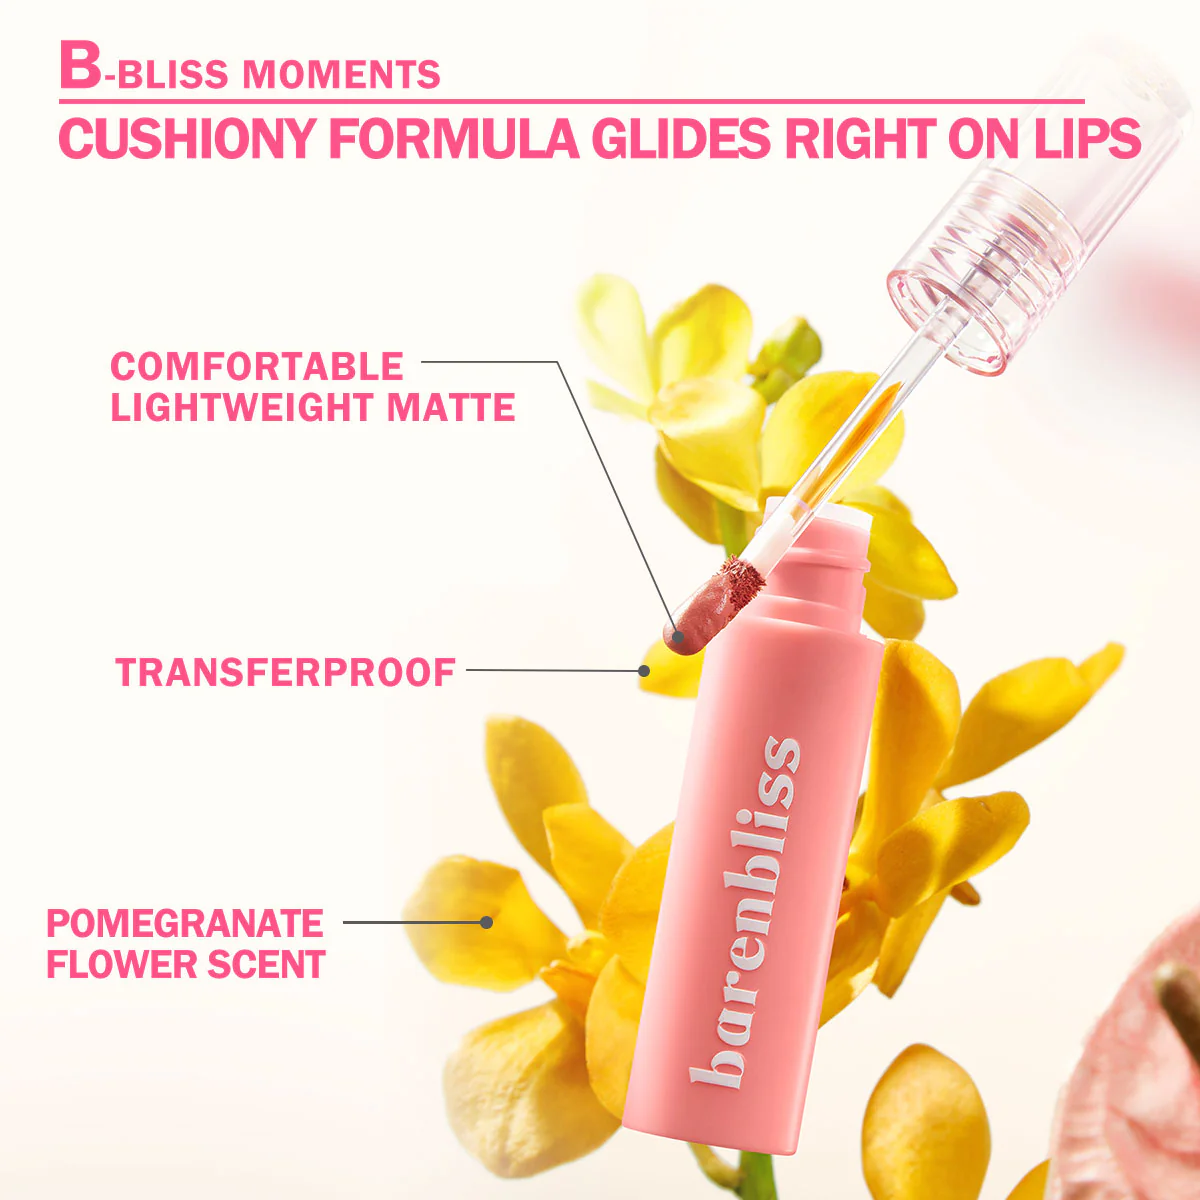 B-BLISS MOMENTS
CUSHIONY FORMULA GLIDES RIGHT ON LIPS
COMFORTABLE
LIGHTWEIGHT MATTE
TRANSFERPROOF
POMEGRANATE
FLOWER SCENT
barenbliss